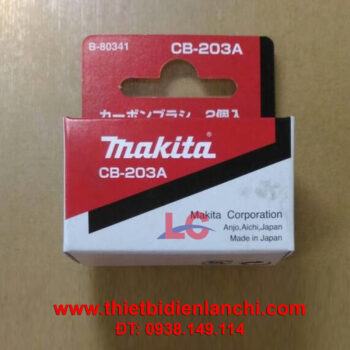 B-80341 CB-203A
カーボンブラシ 2個入
makita
CB-203A
LC
Makita Corporation
Anjo,Aichi,Japan
Made in Japan
www.thietbidienlanchi.com
ĐT: 0938.149.114